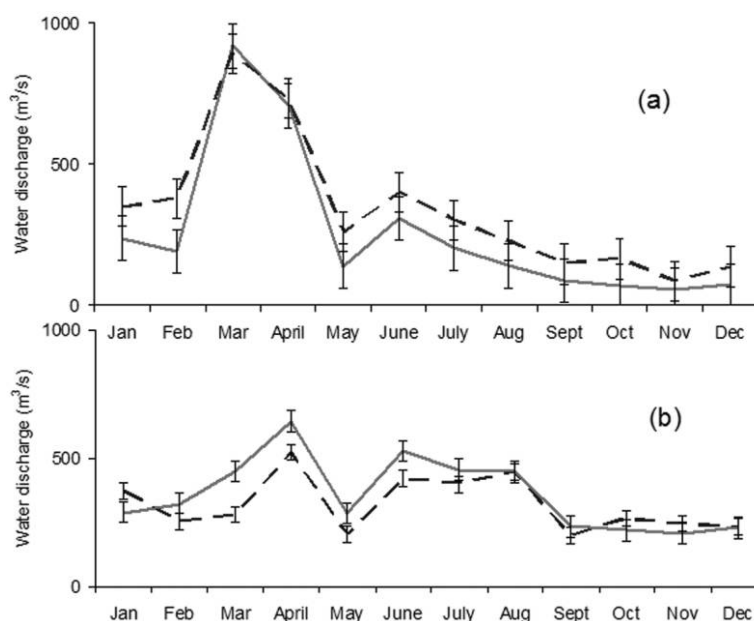 1000
(a)
Water discharge (m³/s)
500
0
Jan Feb Mar April May June July Aug Sept Oct Nov Dec
1000
(b)
Water discharge (m³/s)
500
0
Jan Feb Mar April May June July Aug Sept Oct Nov Dec